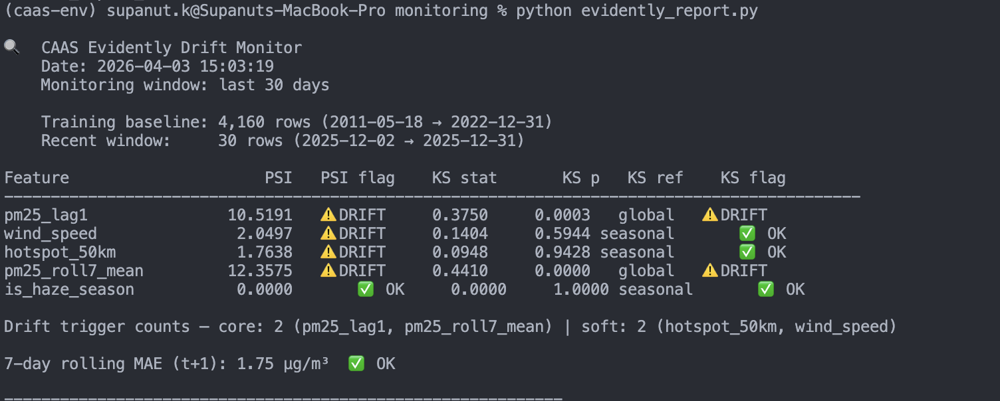 (caas-env) supanut.k@Supanuts-MacBook-Pro monitoring % python evidently_report.py
🔍 CAAS Evidently Drift Monitor
Date: 2026-04-03 15:03:19
Monitoring window: last 30 days
Training baseline: 4,160 rows (2011-05-18 → 2022-12-31)
Recent window: 30 rows (2025-12-02 → 2025-12-31)
Feature PSI PSI flag KS stat KS p KS ref KS flag
pm25_lag1 10.5191 ⚠️DRIFT 0.3750 0.0003 global ⚠️DRIFT
wind_speed 2.0497 ⚠️DRIFT 0.1404 0.5944 seasonal ✅ OK
hotspot_50km 1.7638 ⚠️DRIFT 0.0948 0.9428 seasonal ✅ OK
pm25_roll7_mean 12.3575 ⚠️DRIFT 0.4410 0.0000 global ⚠️DRIFT
is_haze_season 0.0000 ✅ OK 0.0000 1.0000 seasonal ✅ OK
Drift trigger counts — core: 2 (pm25_lag1, pm25_roll7_mean) | soft: 2 (hotspot_50km, wind_speed)
7-day rolling MAE (t+1): 1.75 µg/m³ ✅ OK